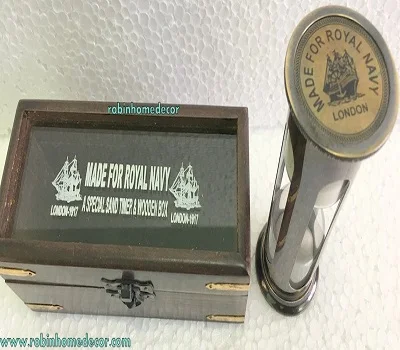 robinhomedecor
MADE FOR ROYAL NAVY
LONDON-1917
LONDON-1917
A SPECIAL SAND TIMER & WOODEN BOX
MADE FOR ROYAL NAVY
LONDON
www.robinhomedecor.com